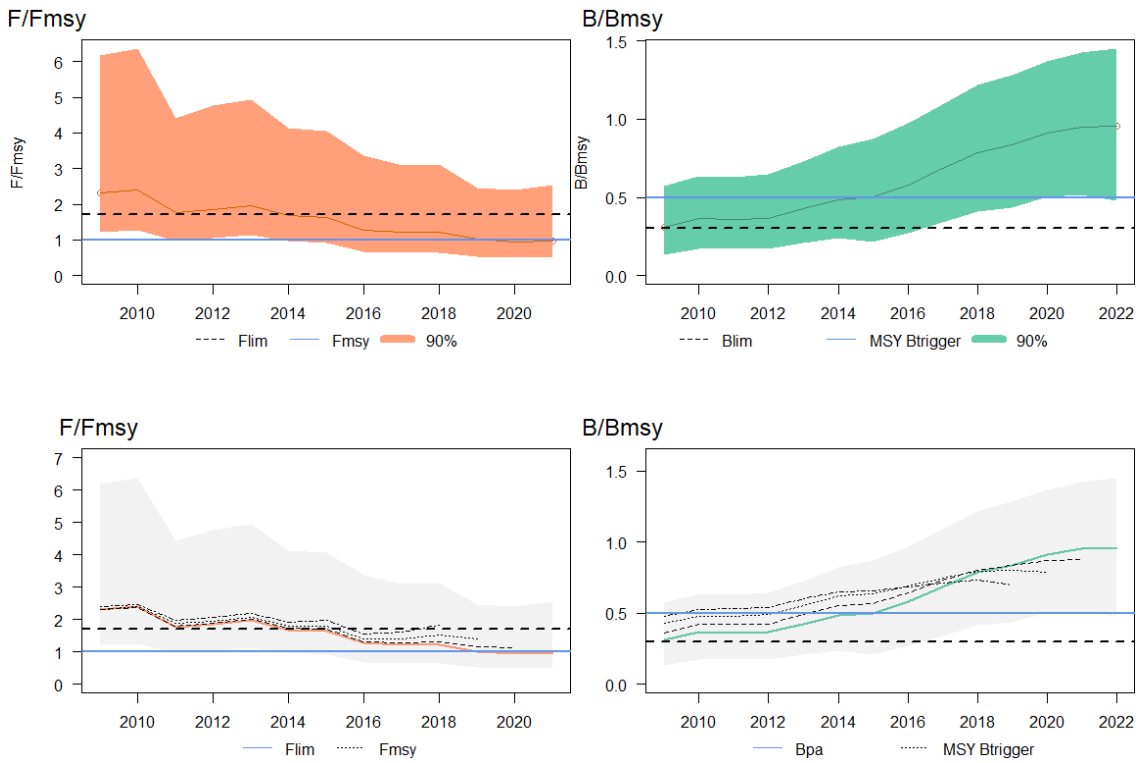 F/Fmsy B/Bmsy
F/Fmsy
6
5
4
3
2
1
0
2010 2012 2014 2016 2018 2020
Flim Fmsy 90%
B/Bmsy
1.5
1.0
0.5
0.0
2010 2012 2014 2016 2018 2020 2022
Blim MSY Btrigger 90%
F/Fmsy B/Bmsy
7
6
5
4
3
2
1
0
2010 2012 2014 2016 2018 2020
Flim Fmsy
1.5
1.0
0.5
0.0
2010 2012 2014 2016 2018 2020 2022
Bpa MSY Btrigger